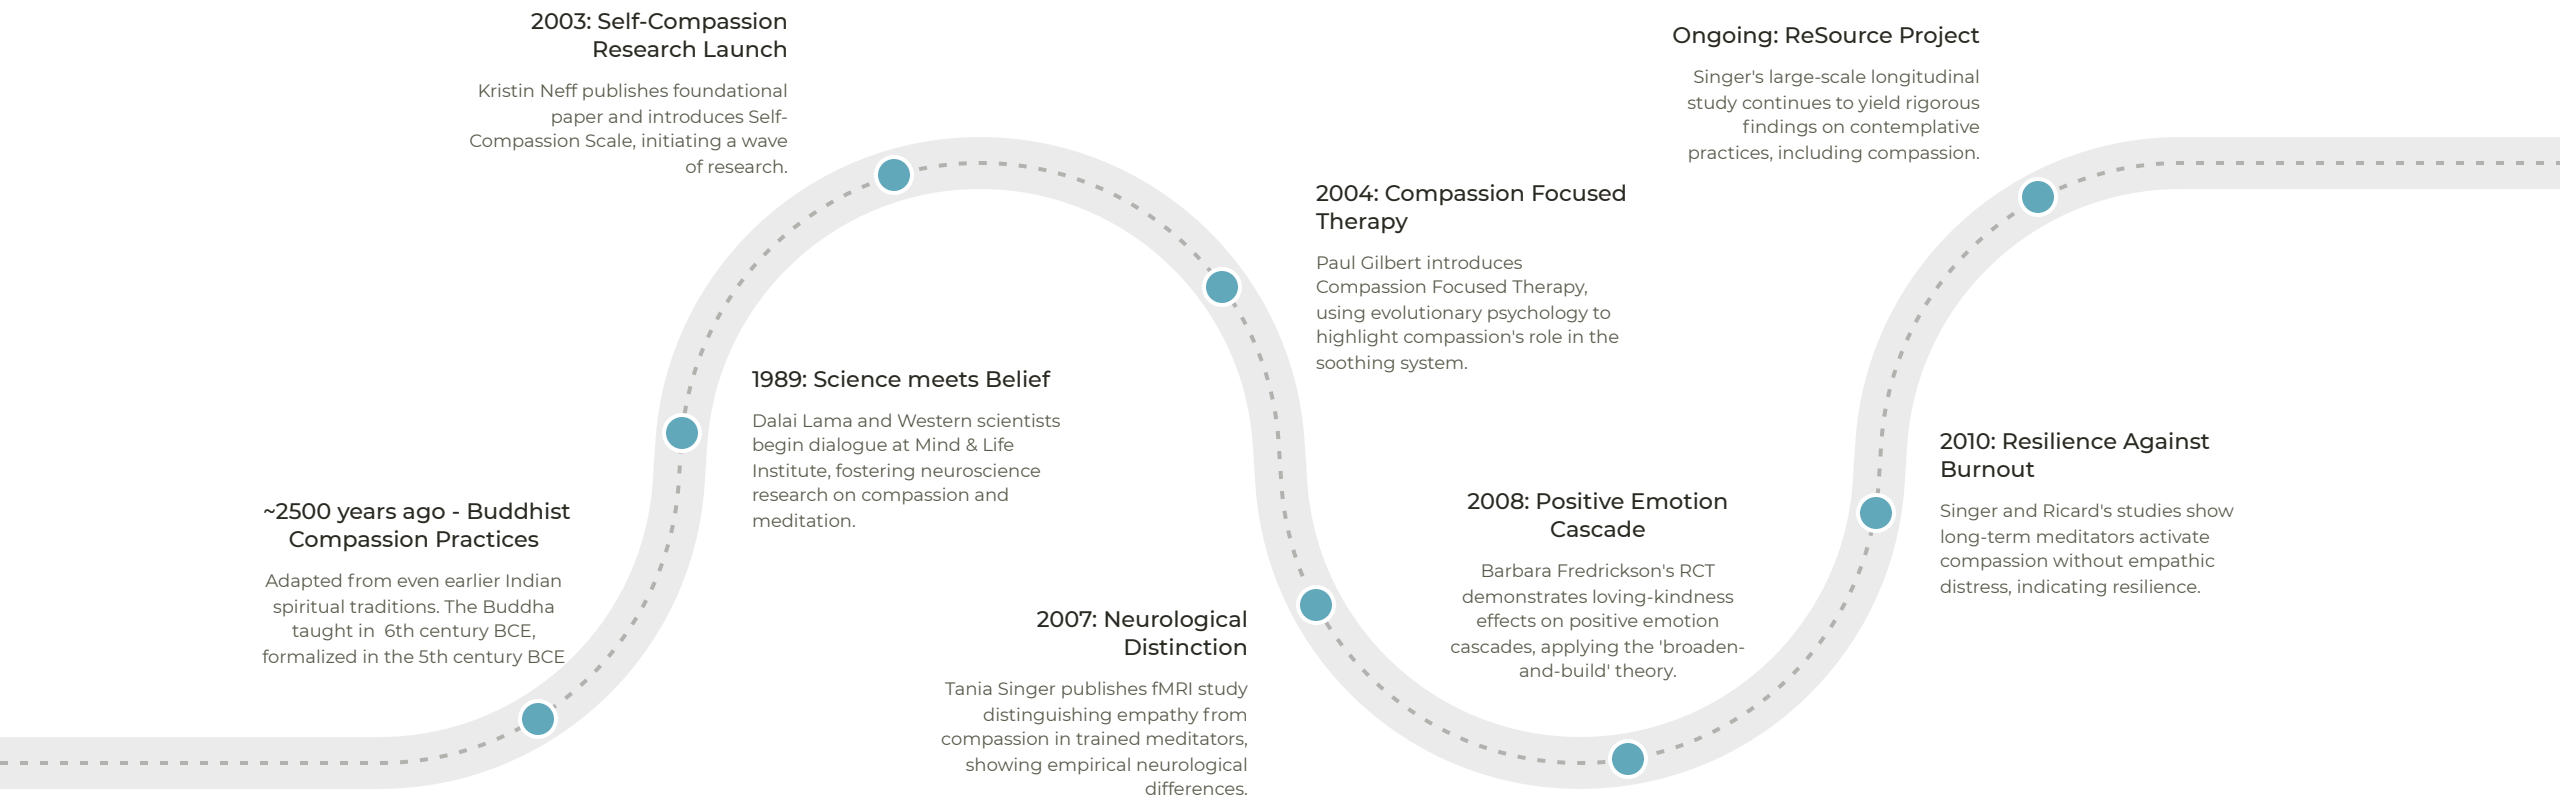 ~2500 years ago - Buddhist
Compassion Practices
Adapted from even earlier Indian
spiritual traditions. The Buddha
taught in  6th century BCE,
formalized in the 5th century BCE
1989: Science meets Belief
Dalai Lama and Western scientists
begin dialogue at Mind & Life
Institute, fostering neuroscience
research on compassion and
meditation.
2003: Self-Compassion
Research Launch
Kristin Neff publishes foundational
paper and introduces Self-
Compassion Scale, initiating a wave
of research.
2004: Compassion Focused
Therapy
Paul Gilbert introduces
Compassion Focused Therapy,
using evolutionary psychology to
highlight compassion's role in the
soothing system.
2007: Neurological
Distinction
Tania Singer publishes fMRI study
distinguishing empathy from
compassion in trained meditators,
showing empirical neurological
differences.
2008: Positive Emotion
Cascade
Barbara Fredrickson's RCT
demonstrates loving-kindness
effects on positive emotion
cascades, applying the 'broaden-
and-build' theory.
2010: Resilience Against
Burnout
Singer and Ricard's studies show
long-term meditators activate
compassion without empathic
distress, indicating resilience.
Ongoing: ReSource Project
Singer's large-scale longitudinal
study continues to yield rigorous
findings on contemplative
practices, including compassion.